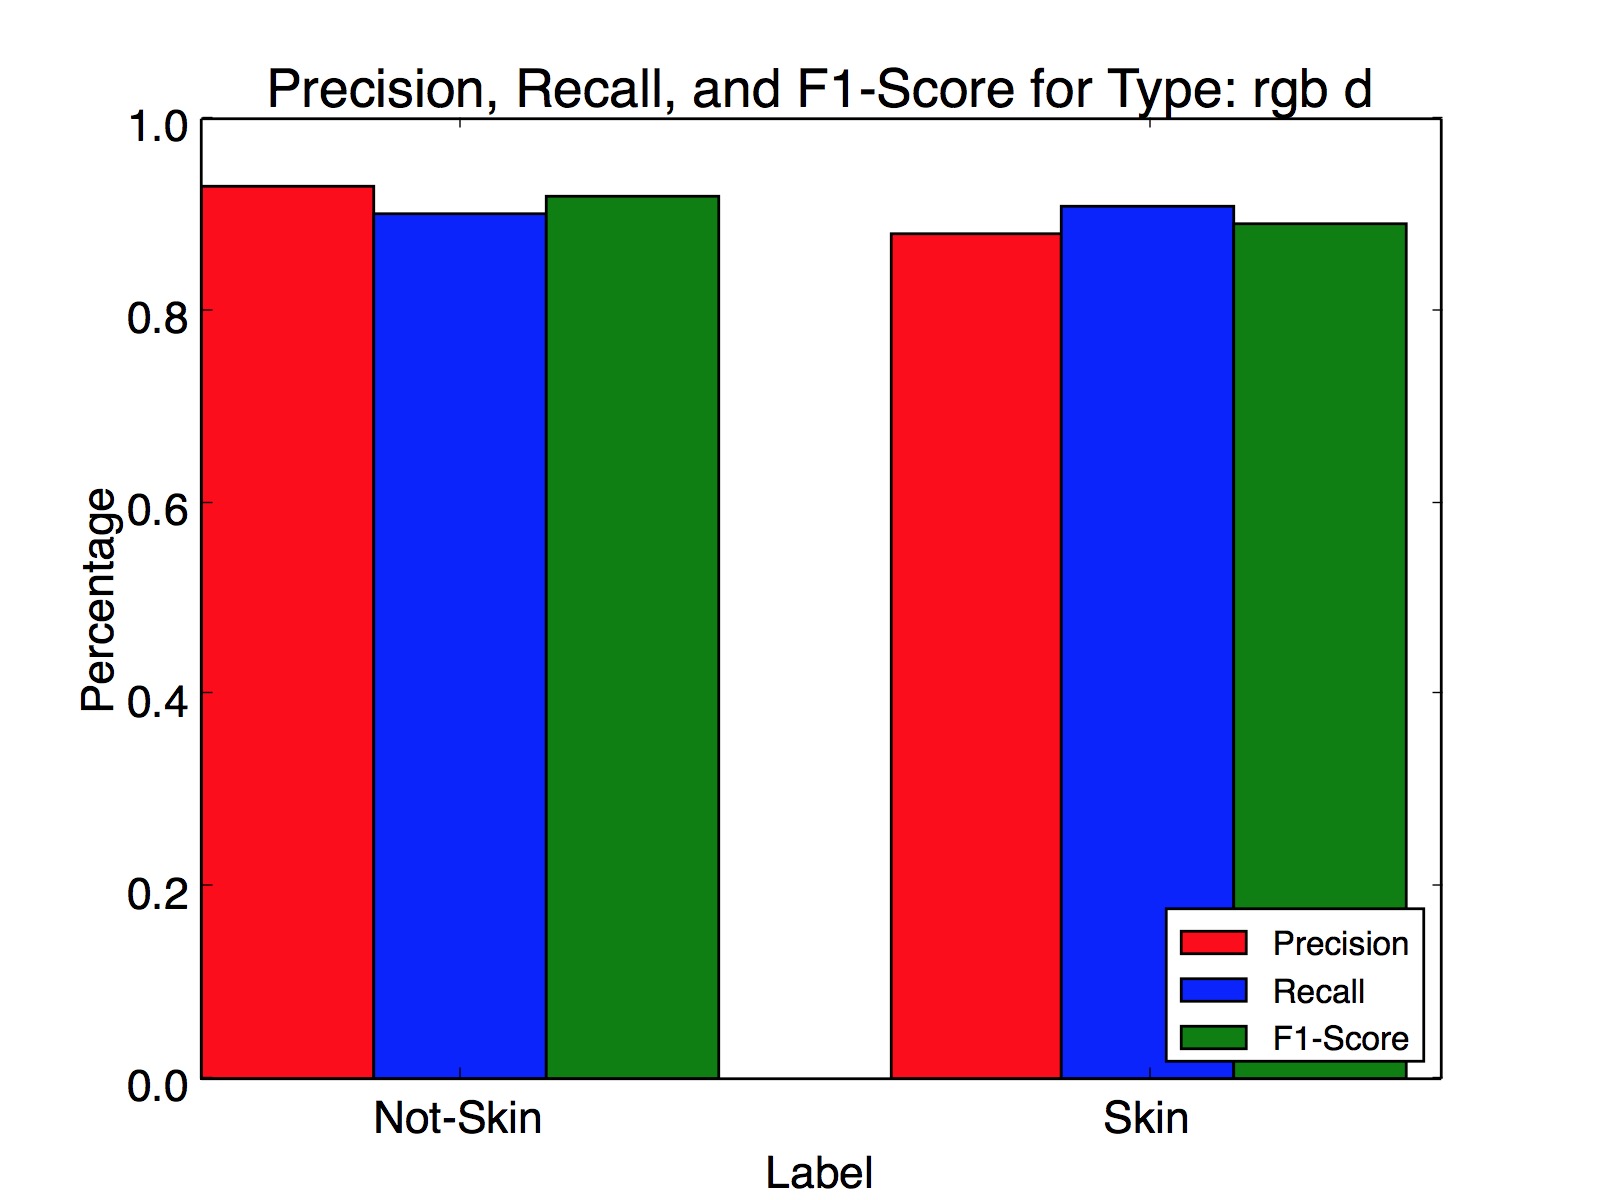 Precision, Recall, and F1-Score for Type: rgb d
1.0
0.8
0.6
0.4
0.2
0.0
Percentage
Not-Skin
Skin
Label
Precision
Recall
F1-Score